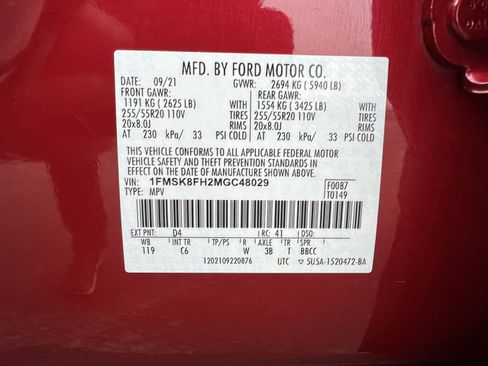 MFD. BY FORD MOTOR CO.
DATE: 09/21 GVWR: 2694 KG ( 5940 LB)
FRONT GAWR: REAR GAWR:
1191 KG ( 2625 LB) WITH 1554 KG ( 3425 LB) WITH
255/55R20 110V TIRES 255/55R20 110V TIRES
20x8.0J RIMS 20x8.0J RIMS
AT 230 kPa/ 33 PSI COLD AT 230 kPa/ 33 PSI COLD
THIS VEHICLE CONFORMS TO ALL APPLICABLE FEDERAL MOTOR
VEHICLE SAFETY AND THEFT PREVENTION STANDARDS IN EFFECT
ON THE DATE OF MANUFACTURE SHOWN ABOVE.
VIN: 1FMSK8FH2MGC48029 F0087
TYPE: MPV T0149
EXT PNT: D4 RC: 41 DSO:
WB INT TR TP/PS R AXLE TR SPR
119 C6 W 3B T BBCC
1202109220876 UTC 5U5A-1520472-BA